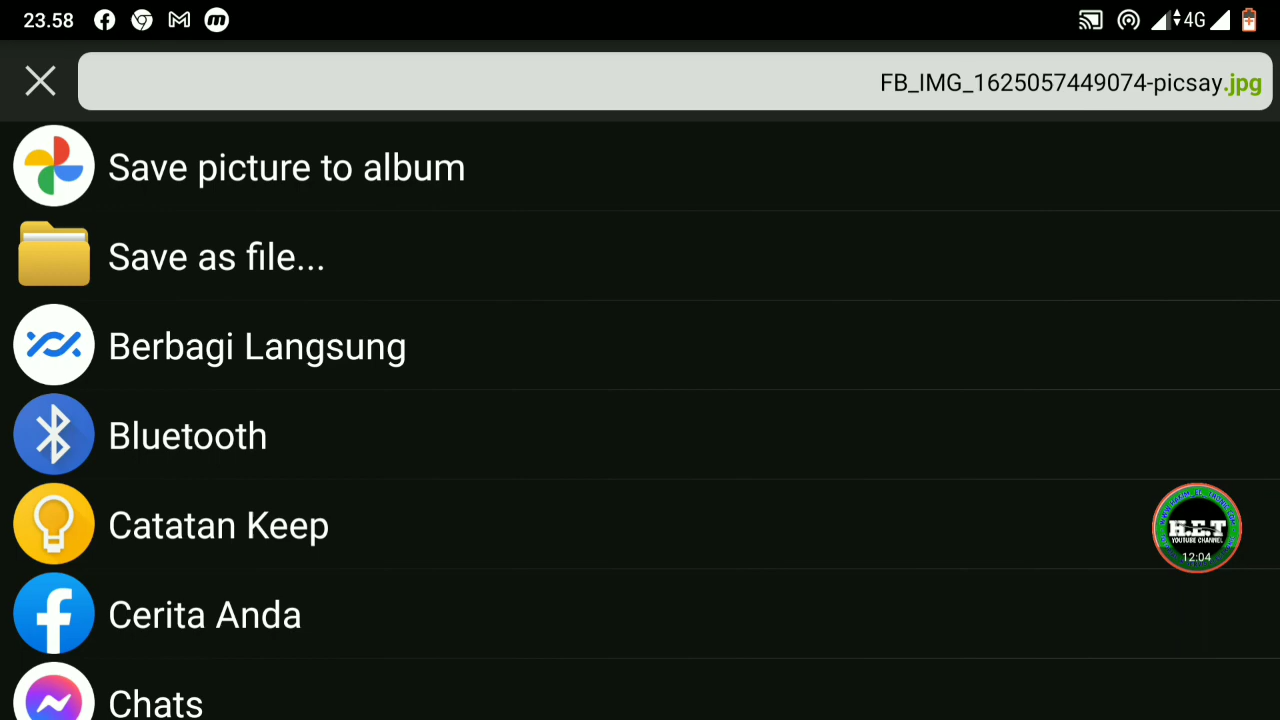 23.58
4G
FB_IMG_1625057449074-picsay.jpg
Save picture to album
Save as file...
Berbagi Langsung
Bluetooth
Catatan Keep
H.E.T
YOUTUBE CHANNEL
12:04
Cerita Anda
Chats